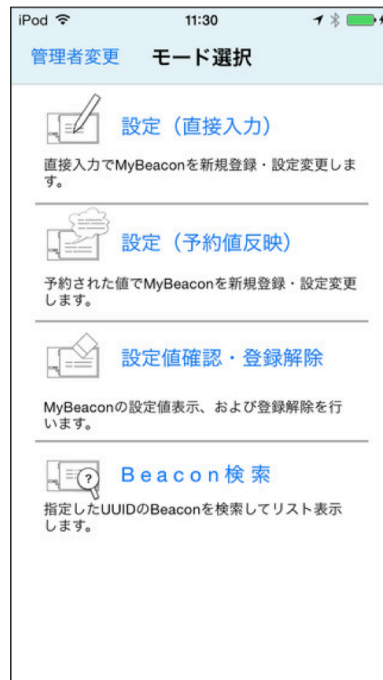 iPod 11:30
管理者変更 モード選択
設定（直接入力）
直接入力でMyBeaconを新規登録・設定変更しま
す。
設定（予約値反映）
予約された値でMyBeaconを新規登録・設定変更
します。
設定値確認・登録解除
MyBeaconの設定値表示、および登録解除を行
います。
?
Beacon検索
指定したUUIDのBeaconを検索してリスト表示
します。